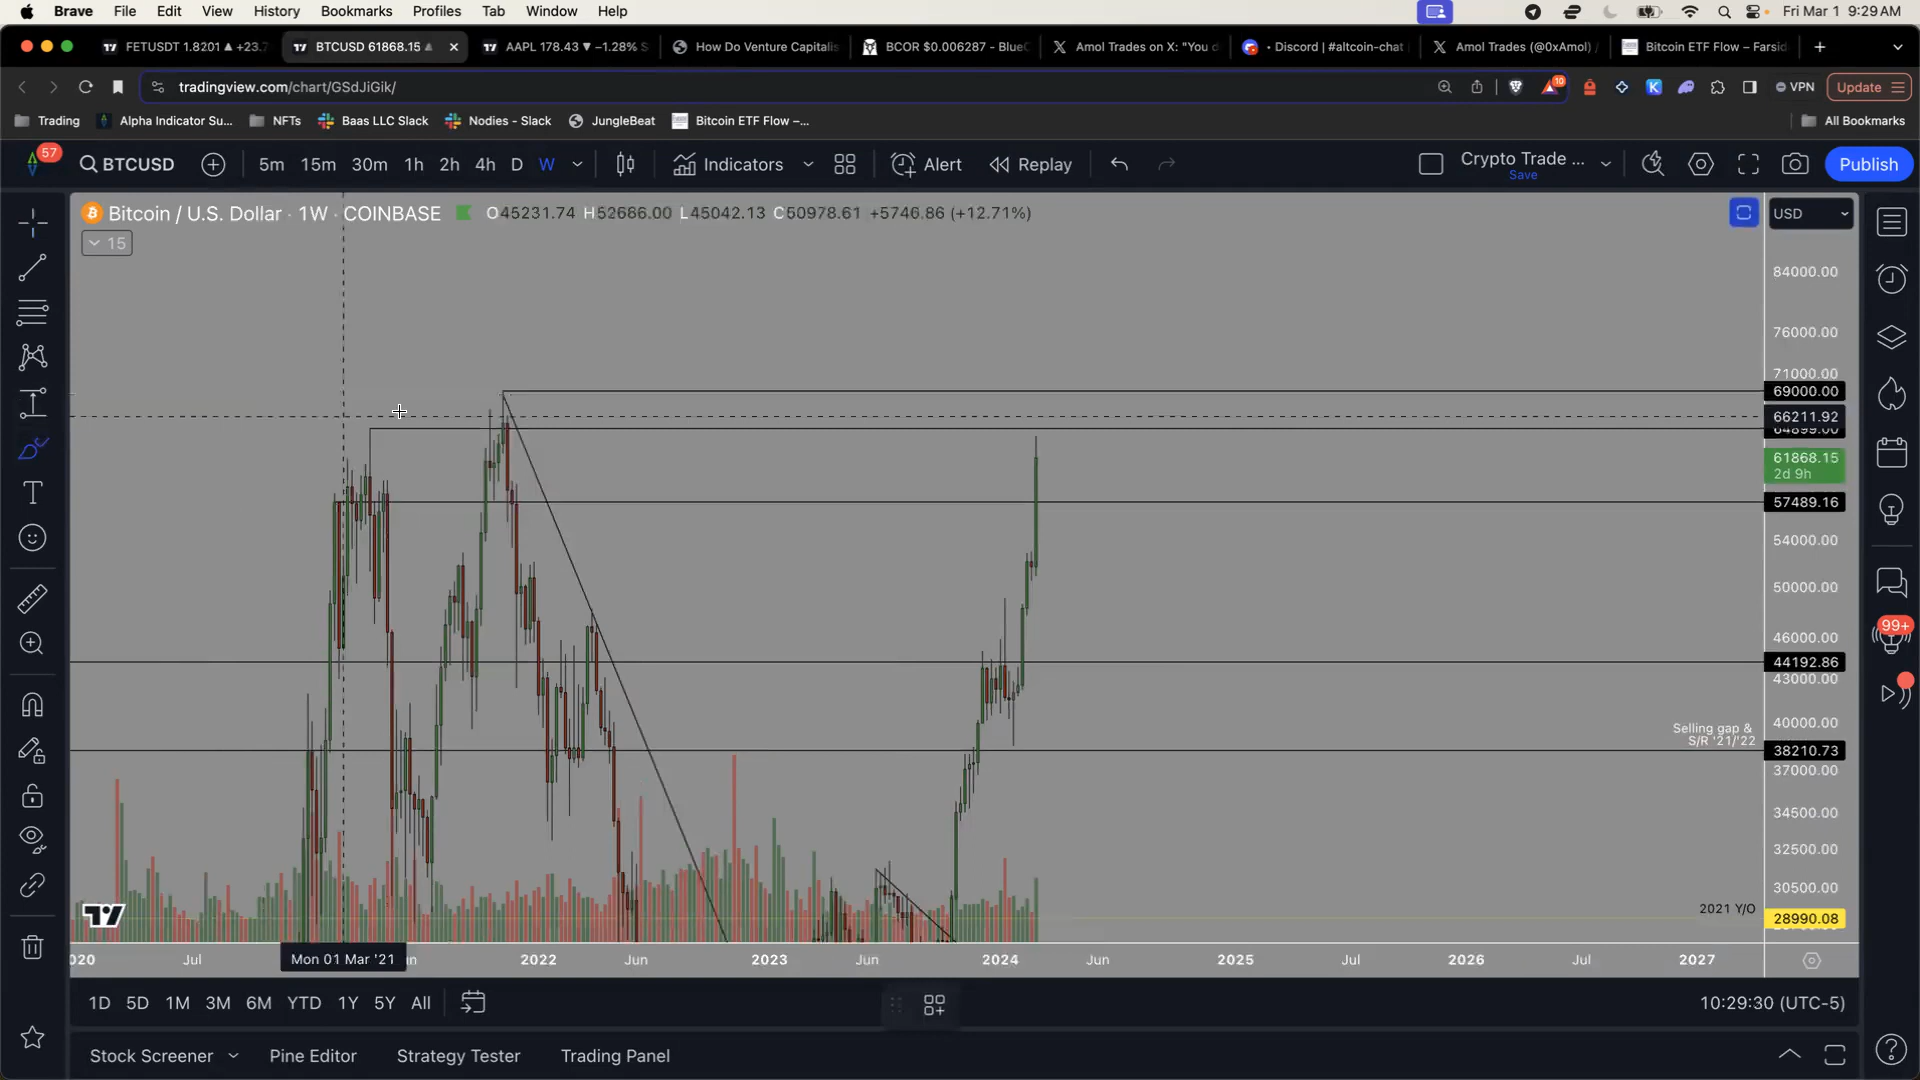 Brave File Edit View History Bookmarks Profiles Tab Window Help Fri Mar 1 9:29 AM
FETUSDT 1.8201 ▲ +23.7 BTCUSD 61868.15 ▲ AAPL 178.43 ▼ −1.28% S How Do Venture Capitalis BCOR $0.006287 - Blue Amol Trades on X: "You d • Discord | #altcoin-chat Amol Trades (@0xAmol) / Bitcoin ETF Flow – Farsid
tradingview.com/chart/GSdJiGik/ 10 VPN Update
Trading Alpha Indicator Su... NFTs Baas LLC Slack Nodies - Slack JungleBeat Bitcoin ETF Flow –... All Bookmarks
57 BTCUSD 5m 15m 30m 1h 2h 4h D W Indicators Alert Replay Crypto Trade ... Publish
Save
Bitcoin / U.S. Dollar · 1W · COINBASE O45231.74 H52686.00 L45042.13 C50978.61 +5746.86 (+12.71%) USD
15
84000.00
76000.00
71000.00
69000.00
66211.92
64899.00
61868.15
2d 9h
57489.16
54000.00
50000.00
99+
46000.00
44192.86
43000.00
40000.00
Selling gap &
S/R '21/'22
38210.73
37000.00
34500.00
32500.00
30500.00
2021 Y/O
28990.08
020 Jul Mon 01 Mar '21 2022 Jun 2023 Jun 2024 Jun 2025 Jul 2026 Jul 2027
1D 5D 1M 3M 6M YTD 1Y 5Y All 10:29:30 (UTC-5)
Stock Screener Pine Editor Strategy Tester Trading Panel